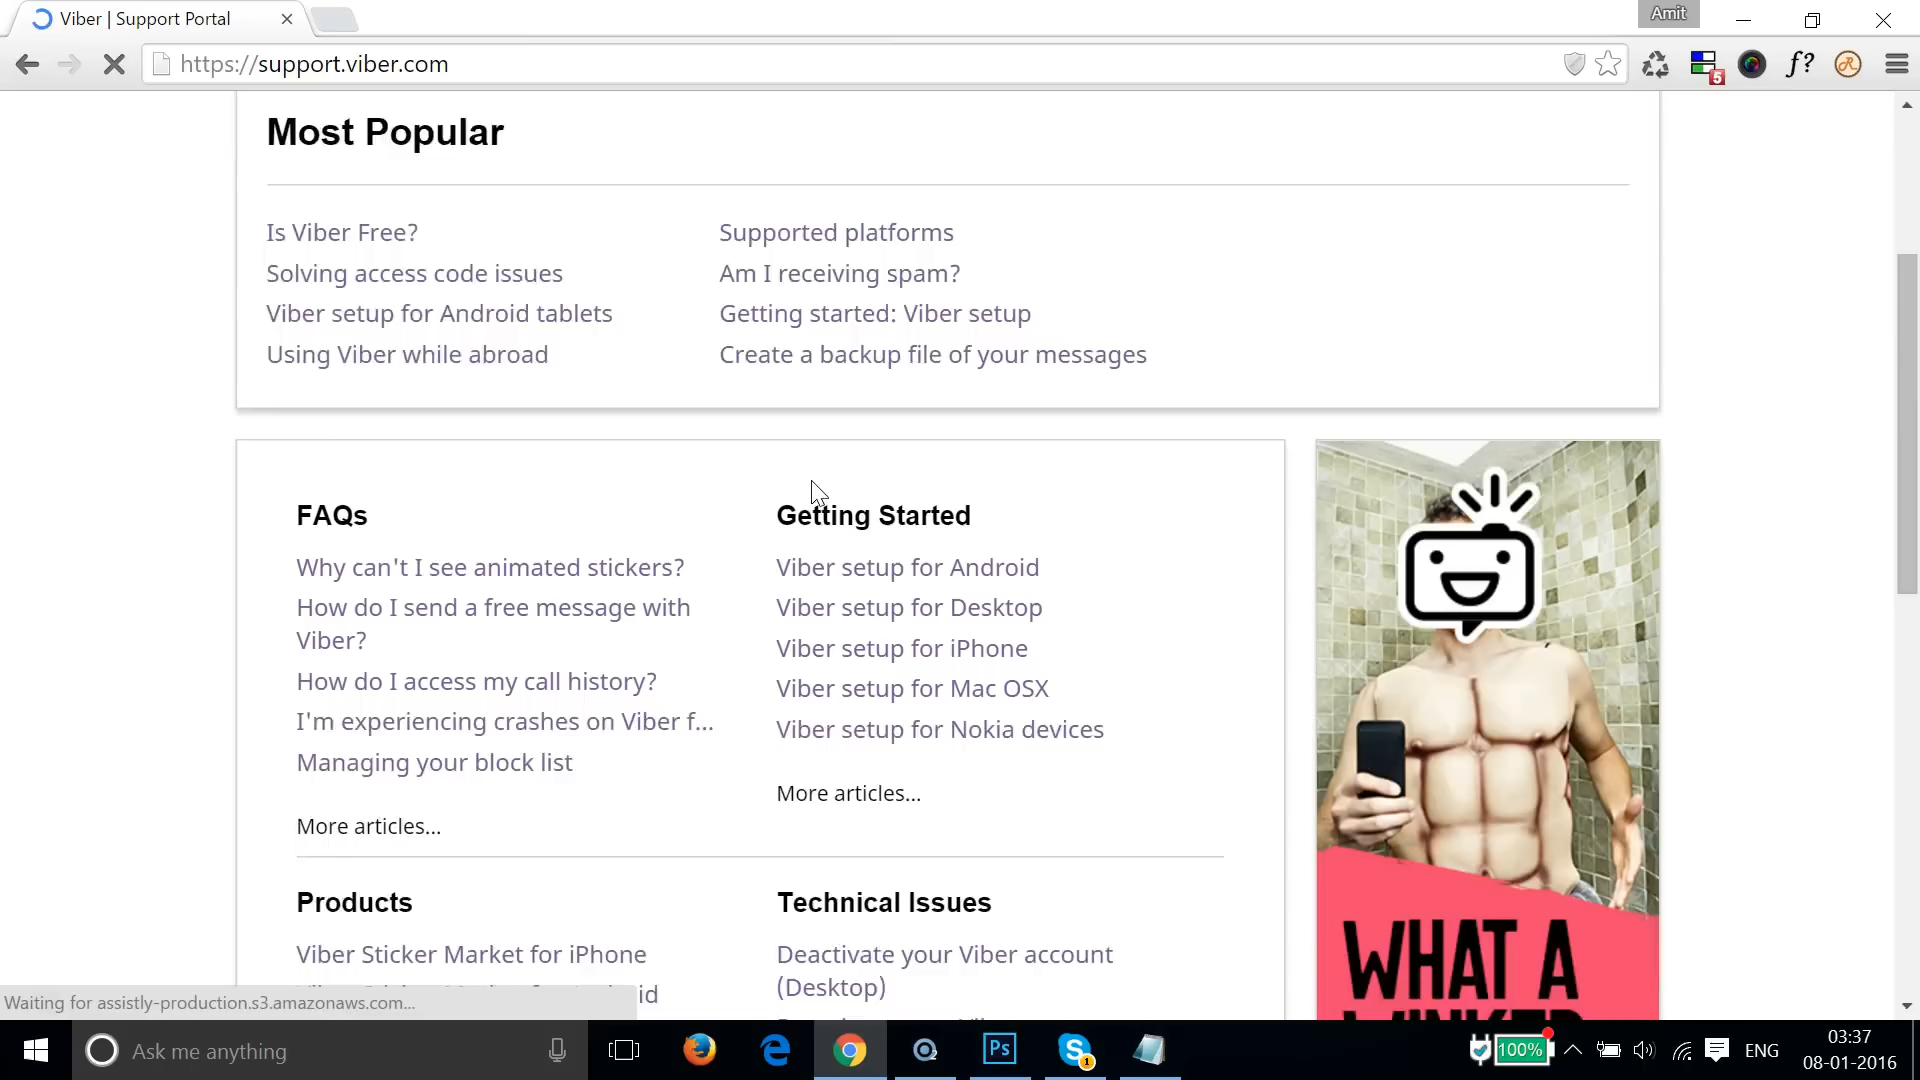 Viber | Support Portal
Amit
https://support.viber.com
f?
5
Most Popular
Is Viber Free?
Solving access code issues
Viber setup for Android tablets
Using Viber while abroad
Supported platforms
Am I receiving spam?
Getting started: Viber setup
Create a backup file of your messages
FAQs
Why can't I see animated stickers?
How do I send a free message with
Viber?
How do I access my call history?
I'm experiencing crashes on Viber f...
Managing your block list
More articles...
Getting Started
Viber setup for Android
Viber setup for Desktop
Viber setup for iPhone
Viber setup for Mac OSX
Viber setup for Nokia devices
More articles...
Products
Viber Sticker Market for iPhone
Technical Issues
Deactivate your Viber account
(Desktop)
WHAT A
Waiting for assistly-production.s3.amazonaws.com...
Ask me anything
Ps
1
100%
ENG
03:37
08-01-2016